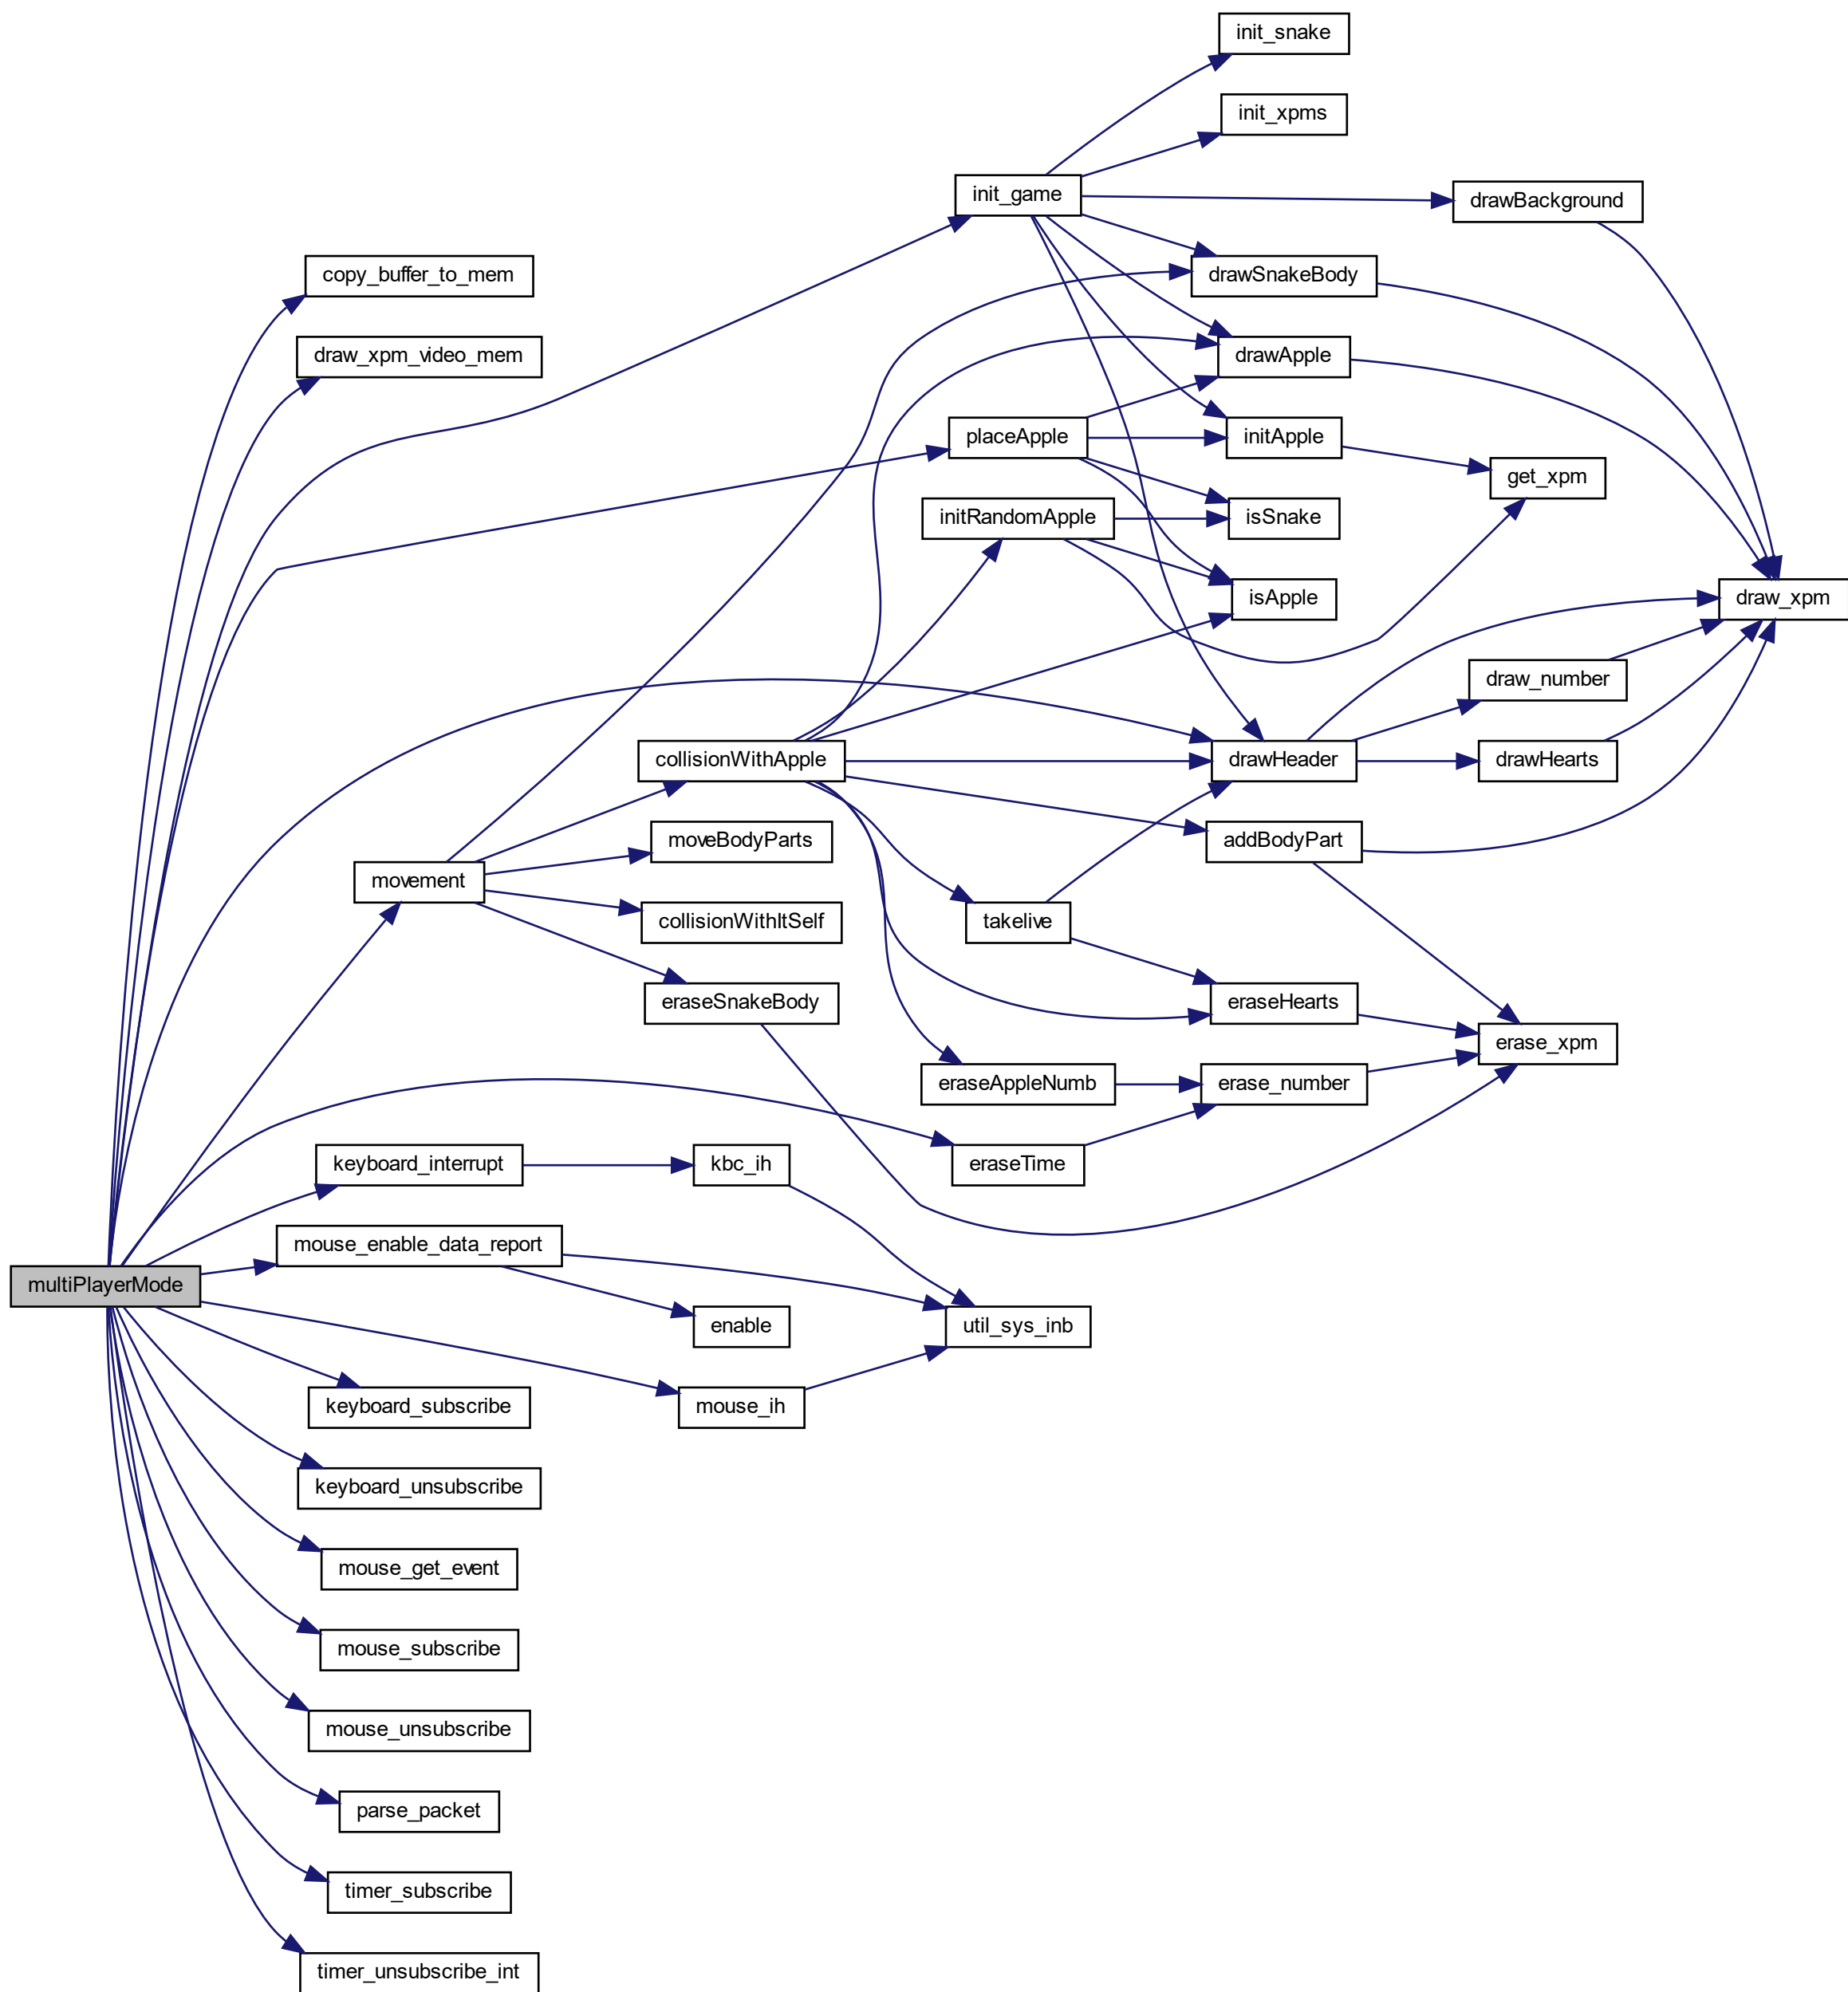 init_snake
init_xpms
init_game
drawBackground
copy_buffer_to_mem
drawSnakeBody
draw_xpm_video_mem
drawApple
placeApple
initApple
get_xpm
initRandomApple
isSnake
isApple
draw_xpm
draw_number
collisionWithApple
drawHeader
drawHearts
moveBodyParts
addBodyPart
movement
collisionWithItSelf
takelive
eraseSnakeBody
eraseHearts
erase_xpm
eraseAppleNumb
erase_number
keyboard_interrupt
kbc_ih
eraseTime
mouse_enable_data_report
multiPlayerMode
enable
util_sys_inb
keyboard_subscribe
mouse_ih
keyboard_unsubscribe
mouse_get_event
mouse_subscribe
mouse_unsubscribe
parse_packet
timer_subscribe
timer_unsubscribe_int